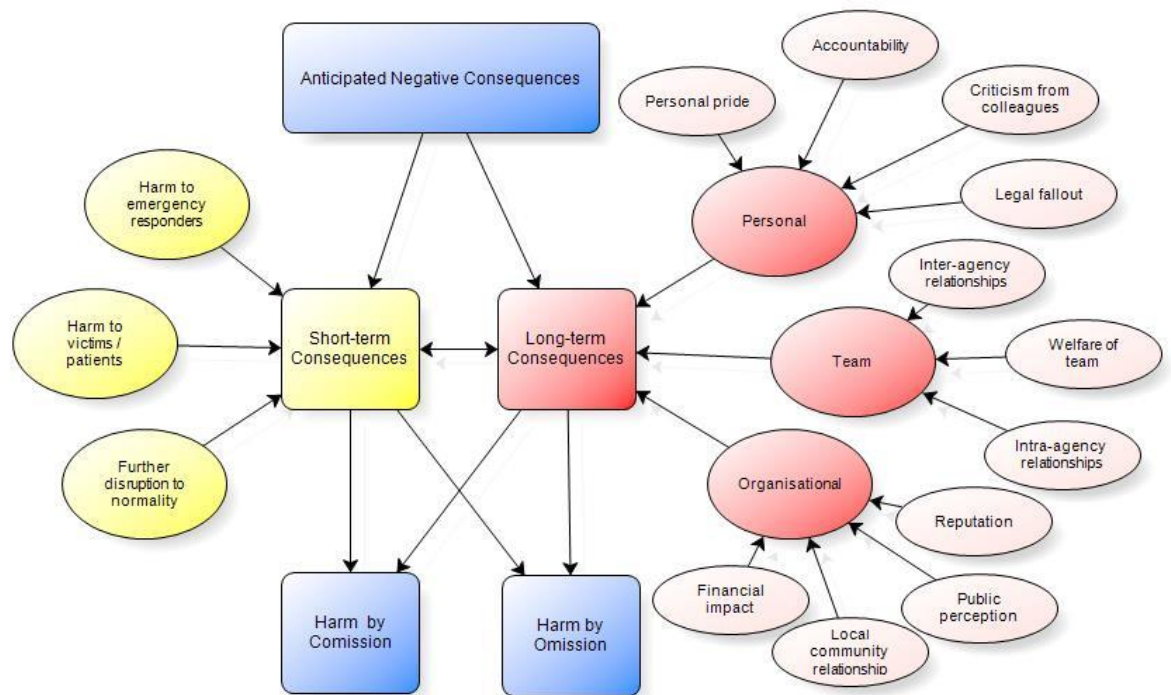 Anticipated Negative Consequences
Accountability
Personal pride
Criticism from
colleagues
Legal fallout
Personal
Harm to
emergency
responders
Inter-agency
relationships
Harm to
victims /
patients
Short-term
Consequences
Long-term
Consequences
Team
Welfare of
team
Further
disruption to
normality
Intra-agency
relationships
Organisational
Reputation
Financial
impact
Public
perception
Local
community
relationship
Harm by
Comission
Harm by
Omission